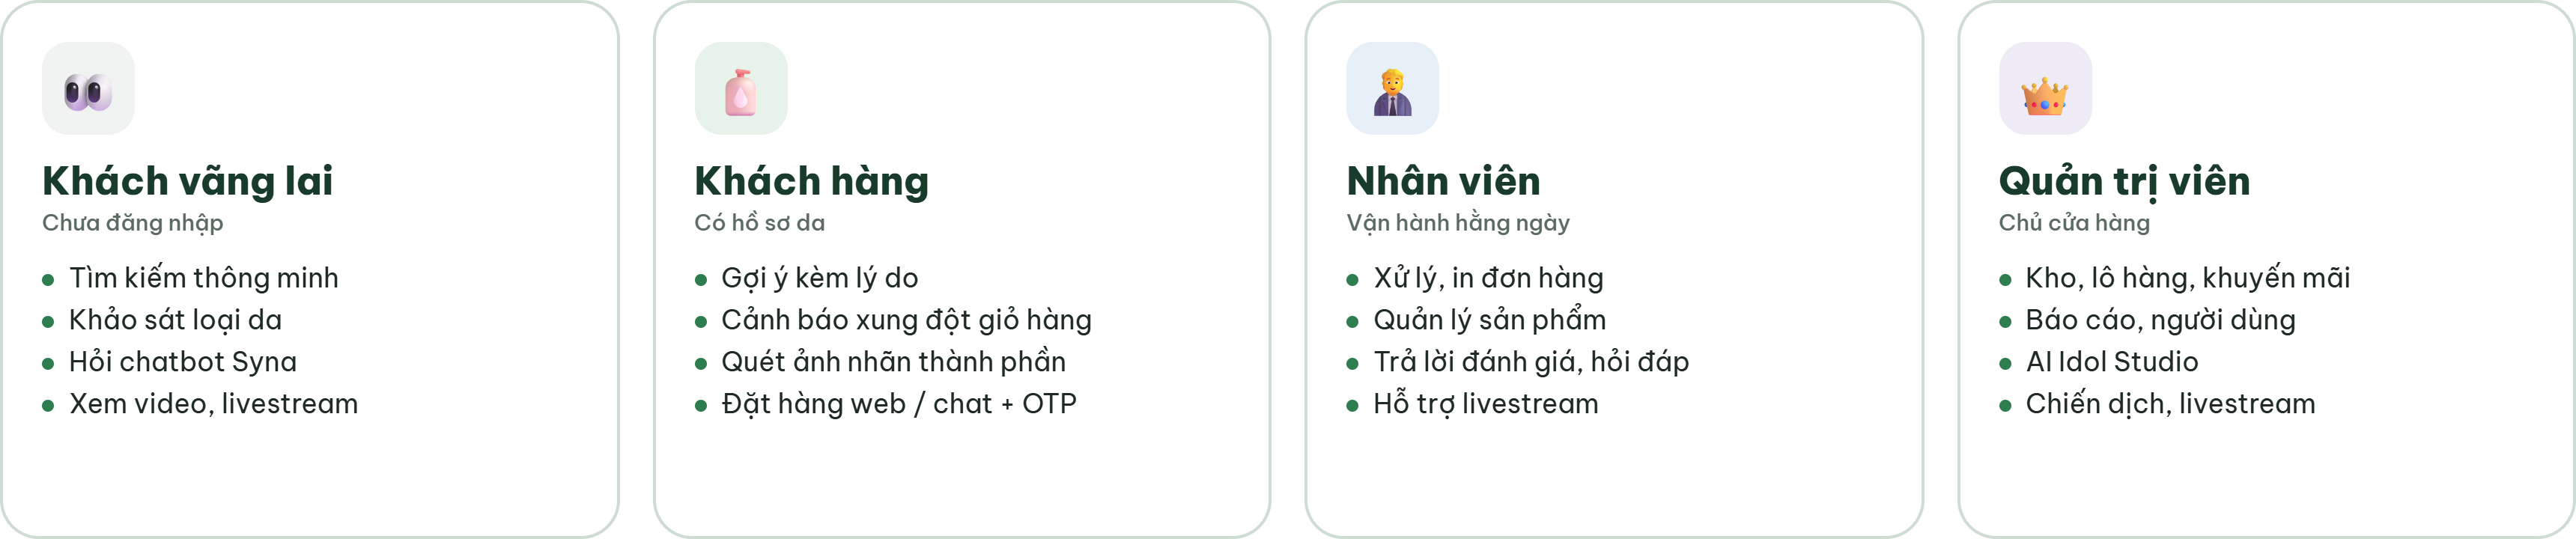 Khách vãng lai
Chưa đăng nhập
Tìm kiếm thông minh
Khảo sát loại da
Hỏi chatbot Syna
Xem video, livestream
Khách hàng
Có hồ sơ da
Gợi ý kèm lý do
Cảnh báo xung đột giỏ hàng
Quét ảnh nhãn thành phần
Đặt hàng web / chat + OTP
Nhân viên
Vận hành hằng ngày
Xử lý, in đơn hàng
Quản lý sản phẩm
Trả lời đánh giá, hỏi đáp
Hỗ trợ livestream
Quản trị viên
Chủ cửa hàng
Kho, lô hàng, khuyến mãi
Báo cáo, người dùng
AI Idol Studio
Chiến dịch, livestream